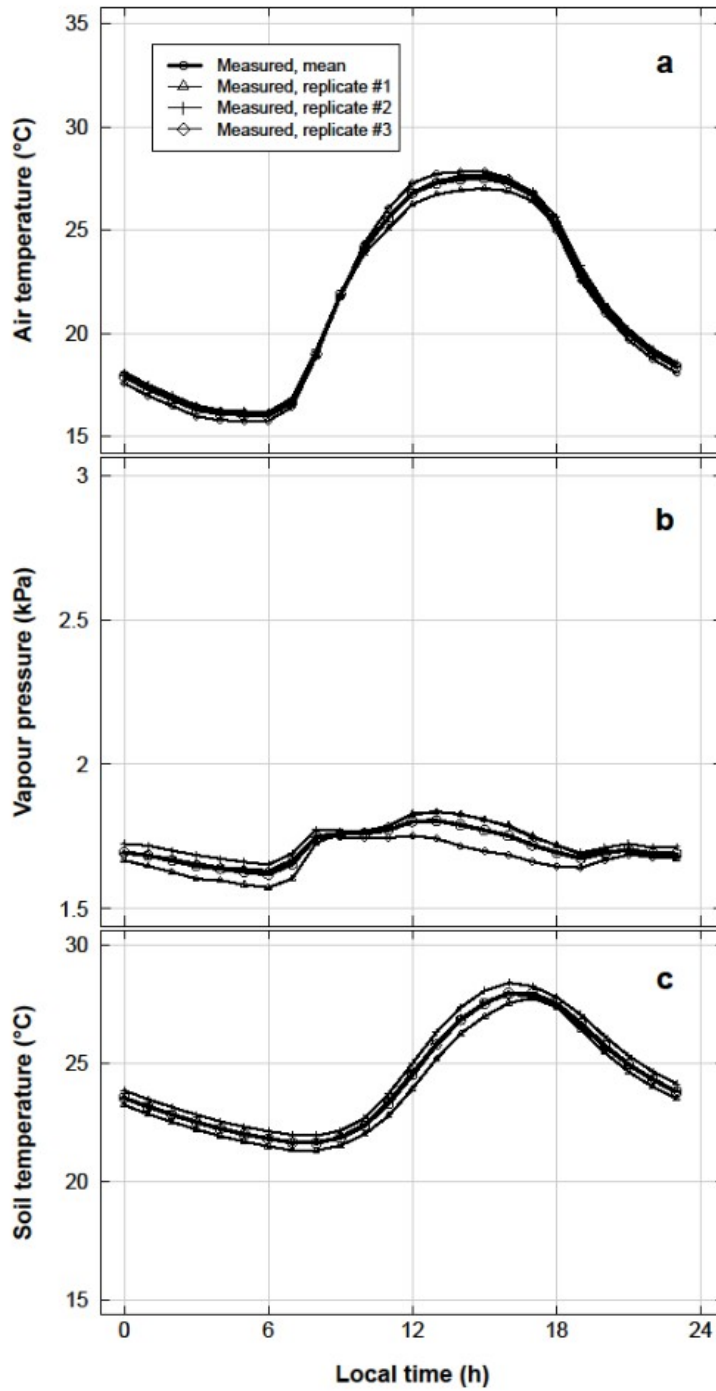 35
30
25
20
15
Air temperature (°C)
a
Measured, mean
Measured, replicate #1
Measured, replicate #2
Measured, replicate #3
3
2.5
2
1.5
Vapour pressure (kPa)
b
30
25
20
15
Soil temperature (°C)
c
0 6 12 18 24
Local time (h)